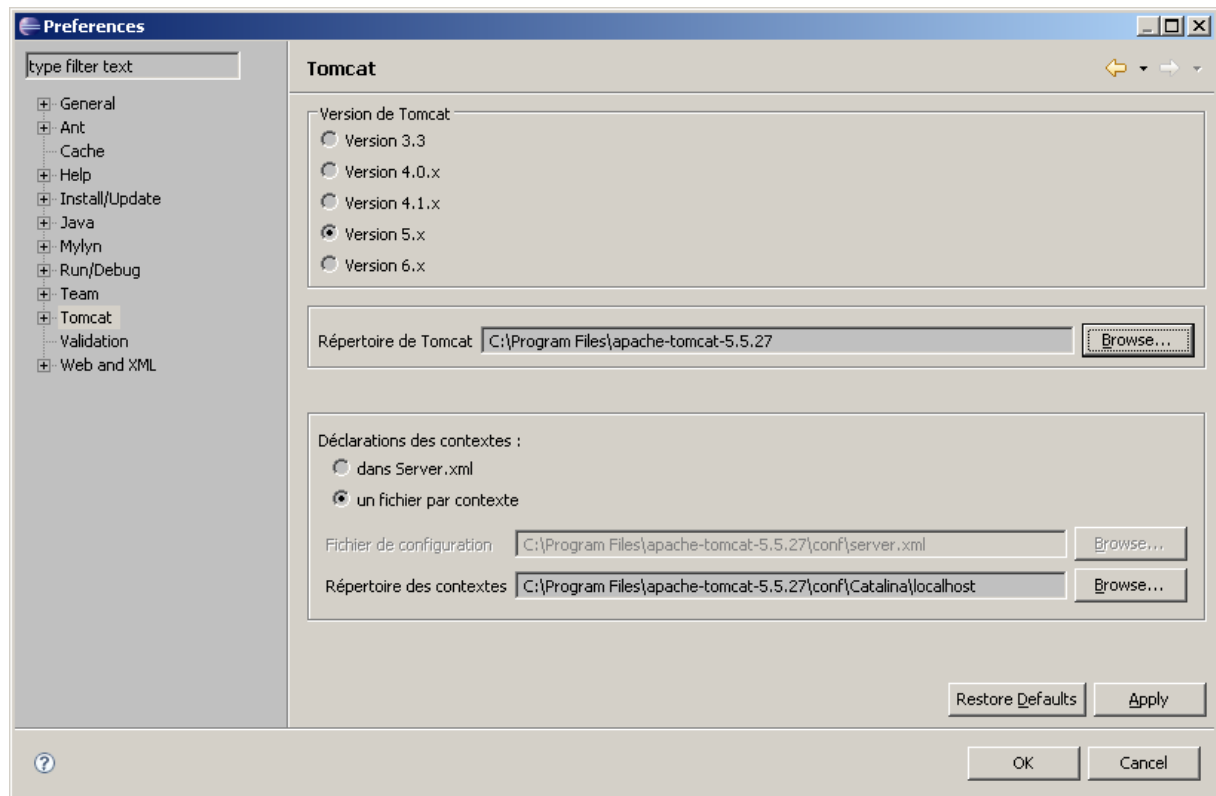 Preferences
type filter text
General
Ant
Cache
Help
Install/Update
Java
Mylyn
Run/Debug
Team
Tomcat
Validation
Web and XML
Tomcat
Version de Tomcat
Version 3.3
Version 4.0.x
Version 4.1.x
Version 5.x
Version 6.x
Répertoire de Tomcat C:\Program Files\apache-tomcat-5.5.27 Browse...
Déclarations des contextes :
dans Server.xml
un fichier par contexte
Fichier de configuration C:\Program Files\apache-tomcat-5.5.27\conf\server.xml Browse...
Répertoire des contextes C:\Program Files\apache-tomcat-5.5.27\conf\Catalina\localhost Browse...
Restore Defaults Apply
? OK Cancel